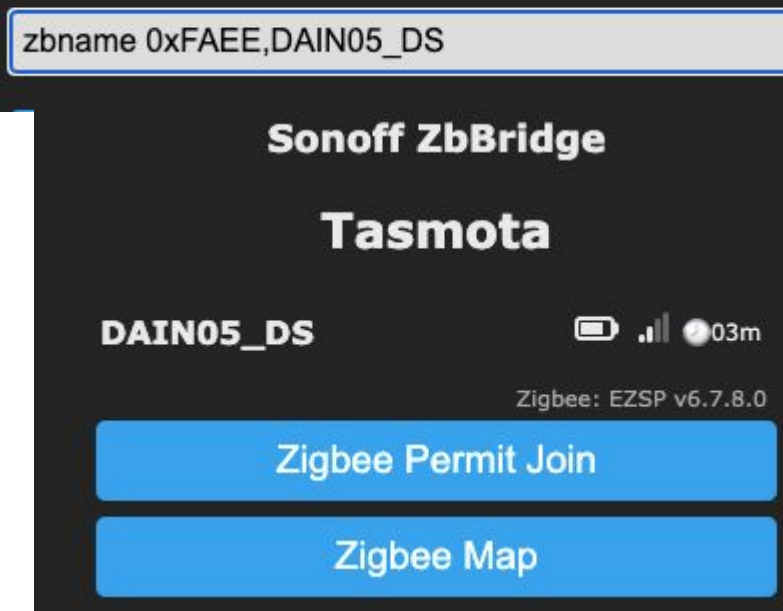 zbname 0xFAEE,DAIN05_DS
Sonoff ZbBridge
Tasmota
DAIN05_DS 03m
Zigbee: EZSP v6.7.8.0
Zigbee Permit Join
Zigbee Map